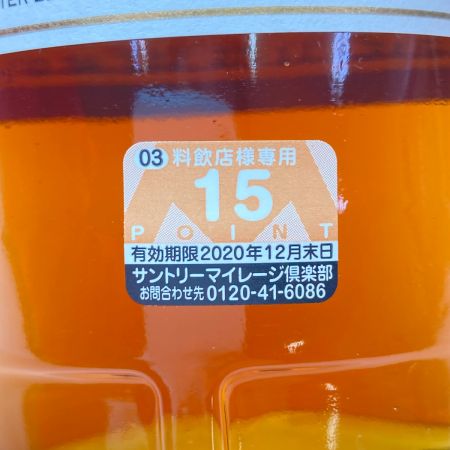 03 料飲店様専用
15
POINT
有効期限2020年12月末日
サントリーマイレージ倶楽部
お問合わせ先 0120-41-6086